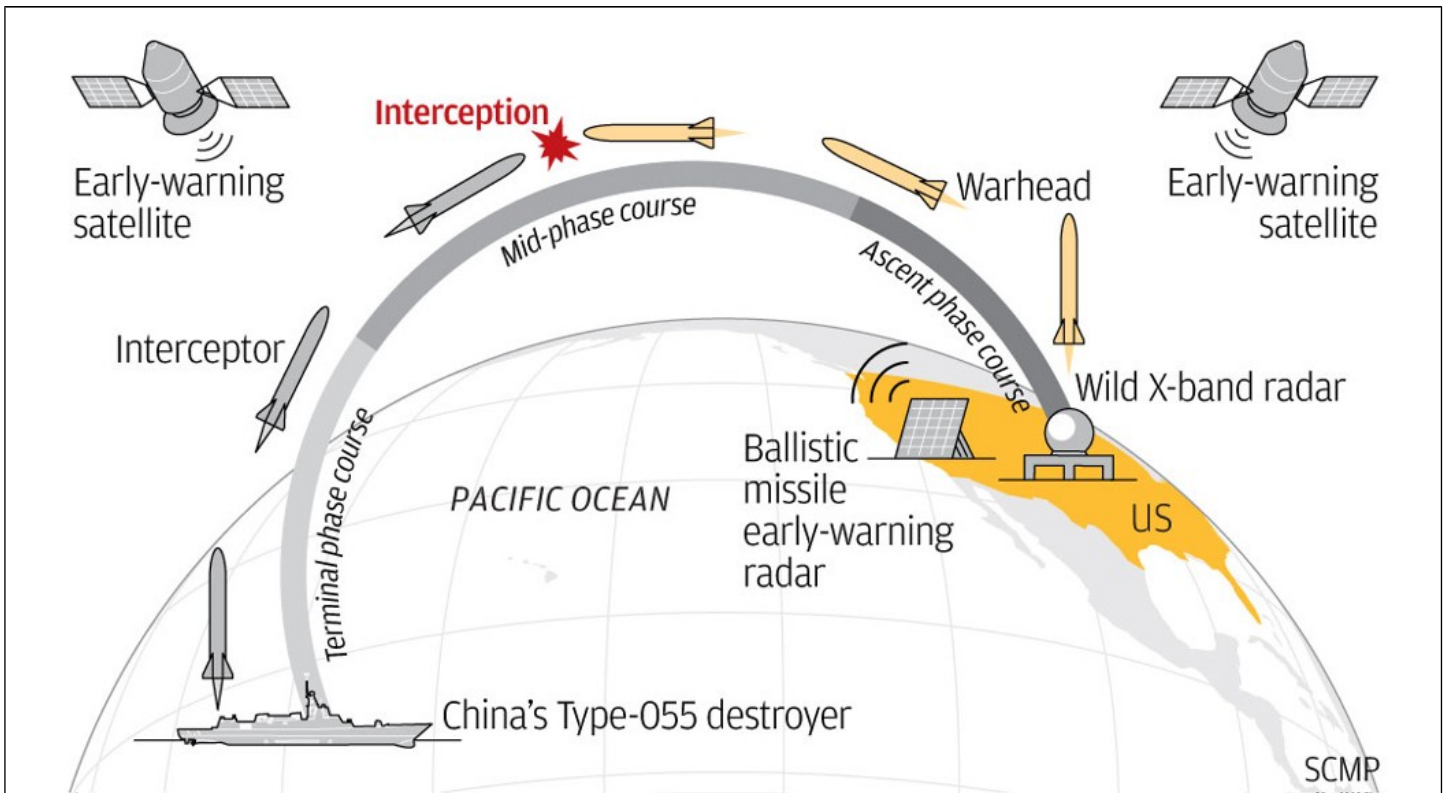 Interception
Early-warning
satellite
Early-warning
satellite
Warhead
Mid-phase course
Ascent phase course
Interceptor
Wild X-band radar
Terminal phase course
Ballistic
missile
early-warning
radar
PACIFIC OCEAN
US
China's Type-055 destroyer
SCMP